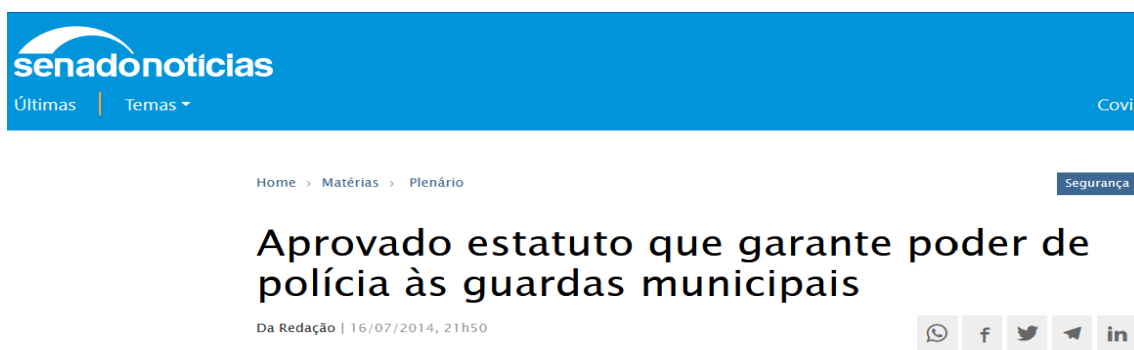 senadonotícias
Últimas
Temas
Covi
Home › Matérias › Plenário
Segurança
Aprovado estatuto que garante poder de
polícia às guardas municipais
Da Redação | 16/07/2014, 21h50